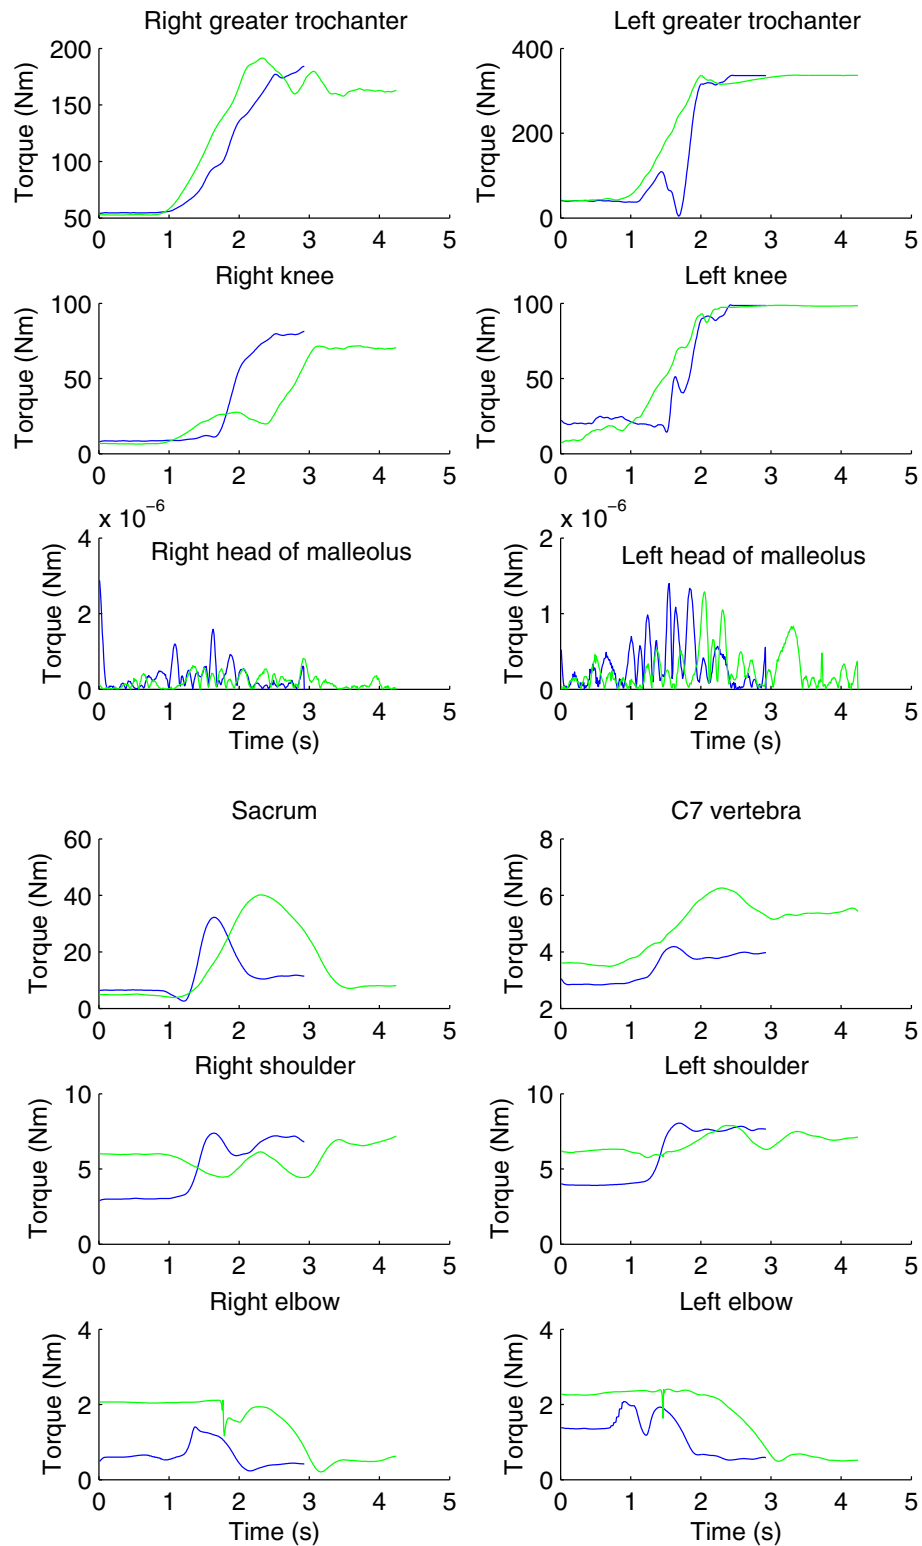 Right greater trochanter
Left greater trochanter
Torque (Nm)
200
150
100
50
0 1 2 3 4 5
Torque (Nm)
400
200
0
0 1 2 3 4 5
Right knee
Left knee
Torque (Nm)
100
50
0
0 1 2 3 4 5
Torque (Nm)
100
50
0
0 1 2 3 4 5
x 10−6
x 10−6
Right head of malleolus
Left head of malleolus
Torque (Nm)
4
2
0
0 1 2 3 4 5
Time (s)
Torque (Nm)
2
1
0
0 1 2 3 4 5
Time (s)
Sacrum
C7 vertebra
Torque (Nm)
60
40
20
0
0 1 2 3 4 5
Torque (Nm)
8
6
4
2
0 1 2 3 4 5
Right shoulder
Left shoulder
Torque (Nm)
10
5
0
0 1 2 3 4 5
Torque (Nm)
10
5
0
0 1 2 3 4 5
Right elbow
Left elbow
Torque (Nm)
4
2
0
0 1 2 3 4 5
Time (s)
Torque (Nm)
4
2
0
0 1 2 3 4 5
Time (s)